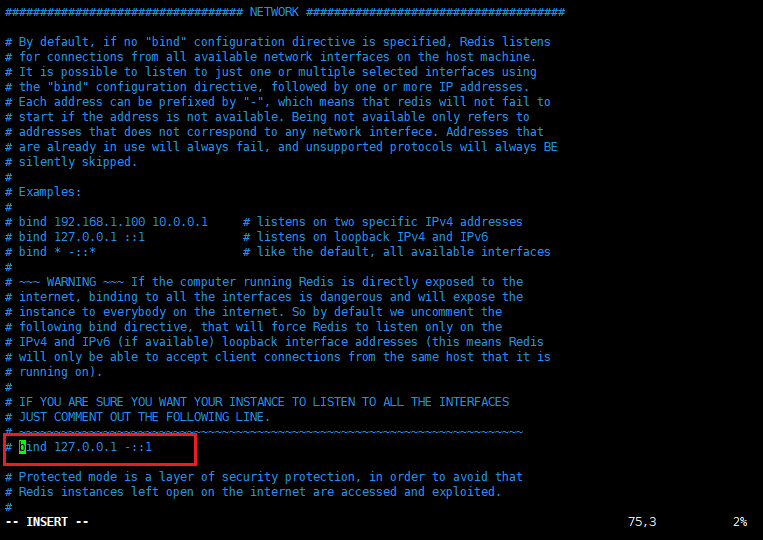 ################################## NETWORK #####################################

# By default, if no "bind" configuration directive is specified, Redis listens
# for connections from all available network interfaces on the host machine.
# It is possible to listen to just one or multiple selected interfaces using
# the "bind" configuration directive, followed by one or more IP addresses.
# Each address can be prefixed by "-", which means that redis will not fail to
# start if the address is not available. Being not available only refers to
# addresses that does not correspond to any network interfece. Addresses that
# are already in use will always fail, and unsupported protocols will always BE
# silently skipped.
#
# Examples:
#
# bind 192.168.1.100 10.0.0.1     # listens on two specific IPv4 addresses
# bind 127.0.0.1 ::1              # listens on loopback IPv4 and IPv6
# bind * -::*                     # like the default, all available interfaces
#
# ~~~ WARNING ~~~ If the computer running Redis is directly exposed to the
# internet, binding to all the interfaces is dangerous and will expose the
# instance to everybody on the internet. So by default we uncomment the
# following bind directive, that will force Redis to listen only on the
# IPv4 and IPv6 (if available) loopback interface addresses (this means Redis
# will only be able to accept client connections from the same host that it is
# running on).
#
# IF YOU ARE SURE YOU WANT YOUR INSTANCE TO LISTEN TO ALL THE INTERFACES
# JUST COMMENT OUT THE FOLLOWING LINE.
# ~~~~~~~~~~~~~~~~~~~~~~~~~~~~~~~~~~~~~~~~~~~~~~~~~~~~~~~~~~~~~~~~~~~~~~~~
# bind 127.0.0.1 -::1

# Protected mode is a layer of security protection, in order to avoid that
# Redis instances left open on the internet are accessed and exploited.
#
-- INSERT -- 75,3 2%